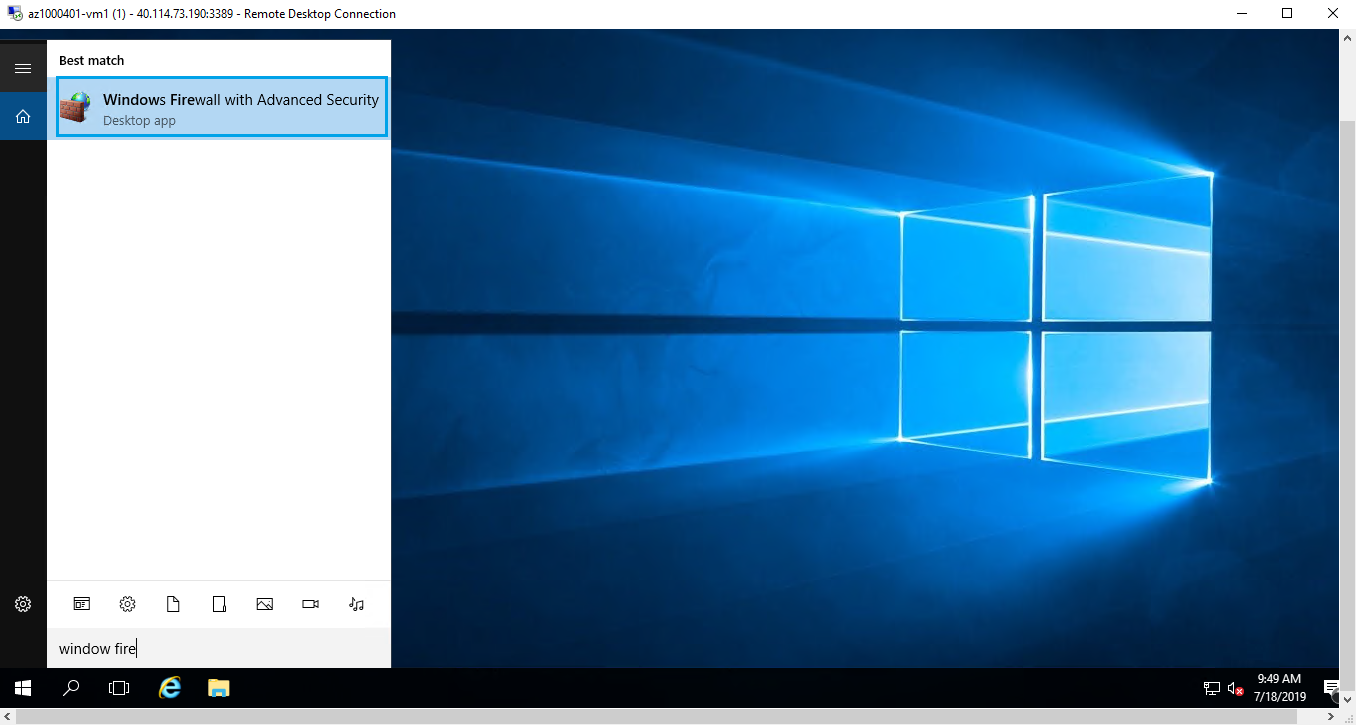 az1000401-vm1 (1) - 40.114.73.190:3389 - Remote Desktop Connection
Best match
Windows Firewall with Advanced Security
Desktop app
window fire
9:49 AM
7/18/2019